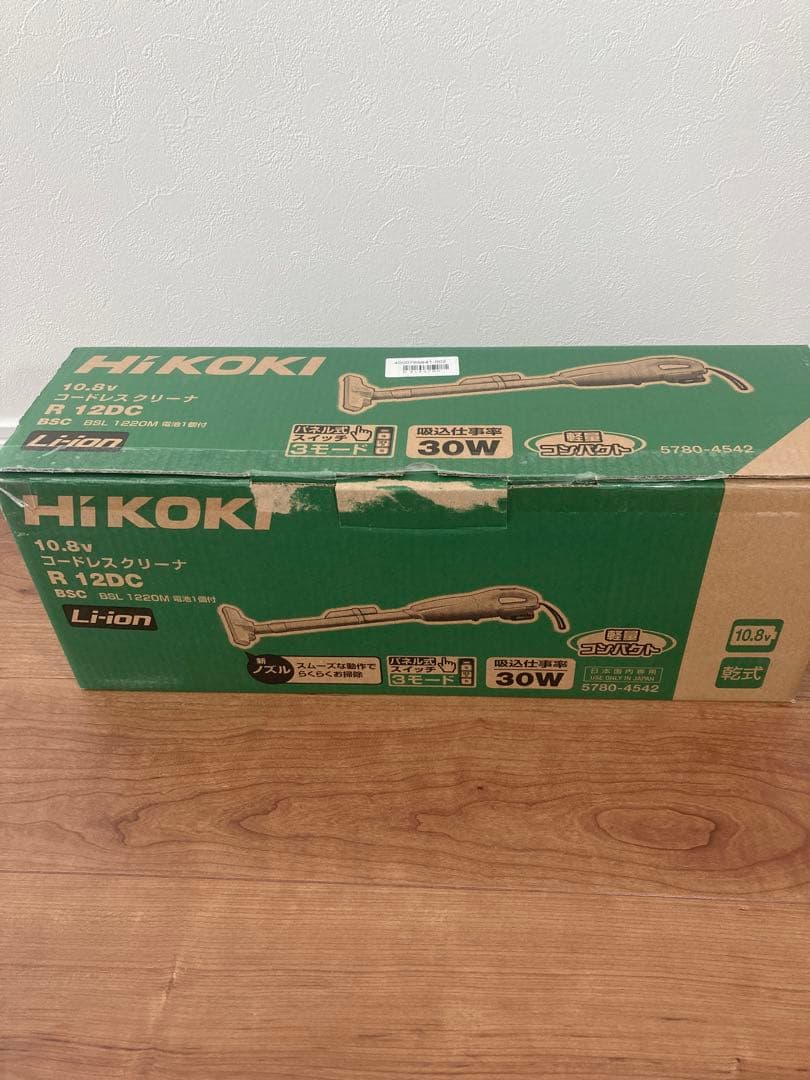 HiKOKI
10.8v
コードレスクリーナ
R 12DC
BSC BSL 1220M 電池1個付
Li-ion
パネル式
スイッチ
3モード
吸込仕事率
30W
軽量
コンパクト
5780-4542
HiKOKI
10.8v
コードレスクリーナ
R 12DC
BSC BSL 1220M 電池1個付
Li-ion
新
ノズル
スムーズな動作で
らくらくお掃除
パネル式
スイッチ
3モード
吸込仕事率
30W
軽量
コンパクト
日本国内専用
USE ONLY IN JAPAN
5780-4542
10.8v
乾式